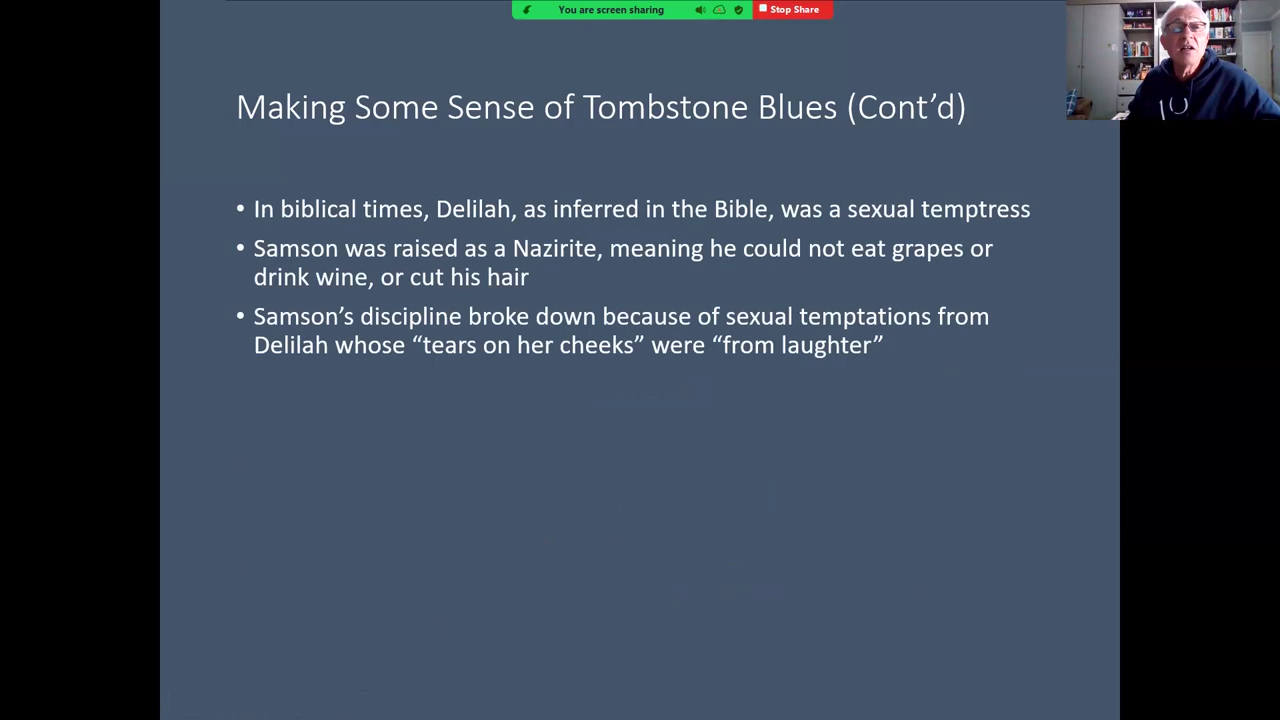 You are screen sharing
Stop Share
Making Some Sense of Tombstone Blues (Cont’d)
• In biblical times, Delilah, as inferred in the Bible, was a sexual temptress
• Samson was raised as a Nazirite, meaning he could not eat grapes or
drink wine, or cut his hair
• Samson’s discipline broke down because of sexual temptations from
Delilah whose “tears on her cheeks” were “from laughter”